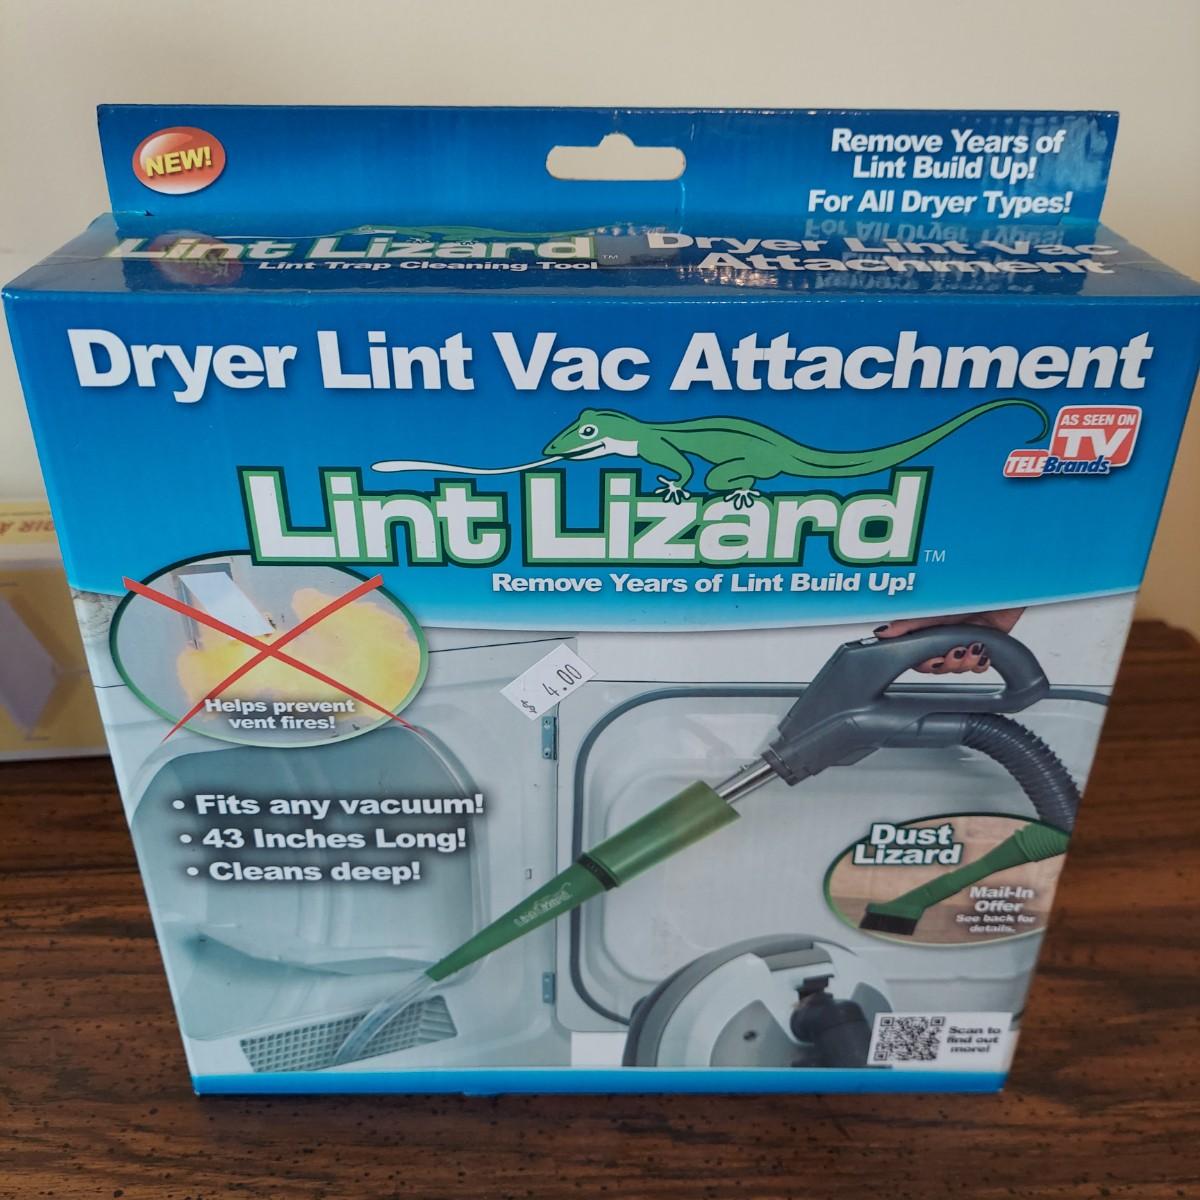 NEW!
Remove Years of
Lint Build Up!
For All Dryer Types!
Lint Lizard™
Lint Trap Cleaning Tool
Dryer Lint Vac
Attachment
Dryer Lint Vac Attachment
AS SEEN ON
TV
TELEBrands
Lint Lizard™
Remove Years of Lint Build Up!
Helps prevent
vent fires!
4.00
• Fits any vacuum!
• 43 Inches Long!
• Cleans deep!
Dust
Lizard
Mail-In
Offer
See back for
details.
Scan to
find out
more!